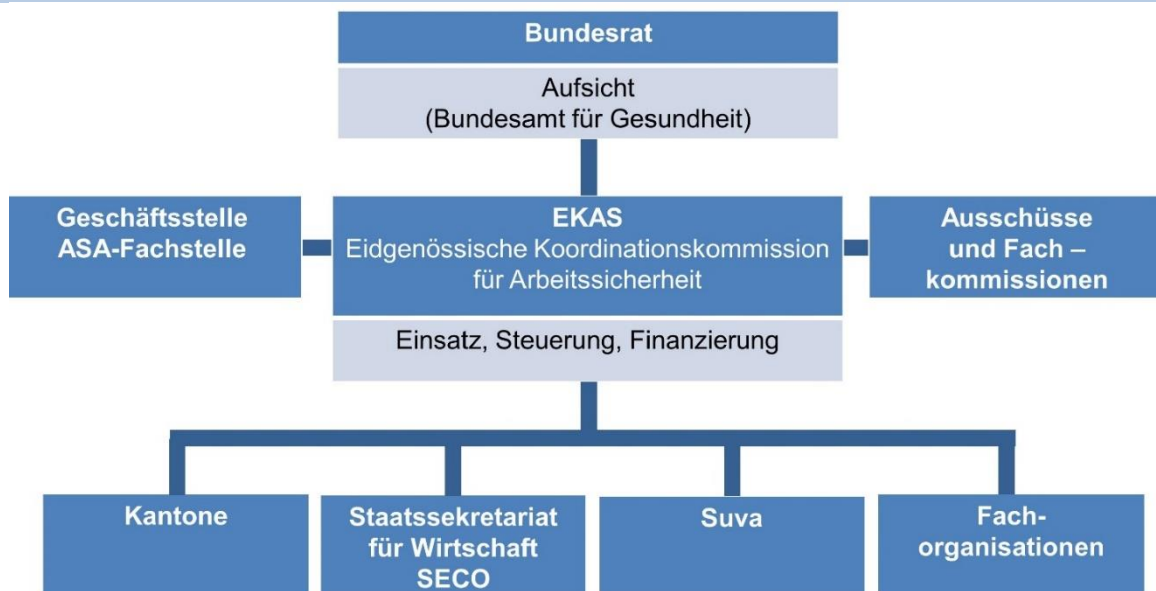 Bundesrat
Aufsicht
(Bundesamt für Gesundheit)
Geschäftsstelle
ASA-Fachstelle
EKAS
Eidgenössische Koordinationskommission
für Arbeitssicherheit
Ausschüsse
und Fach –
kommissionen
Einsatz, Steuerung, Finanzierung
Kantone
Staatssekretariat
für Wirtschaft
SECO
Suva
Fach-
organisationen